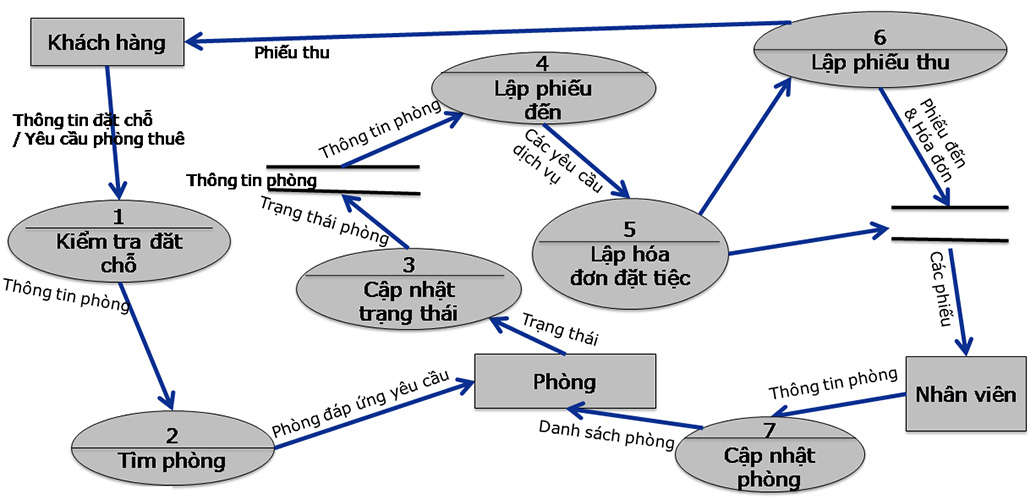 Khách hàng
Phiếu thu
6
Lập phiếu thu
4
Lập phiếu
đến
Thông tin đặt chỗ
/ Yêu cầu phòng thuê
Thông tin phòng
Các yêu cầu
dịch vụ
Phiếu đến
& Hóa đơn
Thông tin phòng
Trạng thái phòng
1
Kiểm tra đăt
chỗ
5
Lập hóa
đơn đặt tiệc
3
Cập nhật
trạng thái
Các phiếu
Thông tin phòng
Trạng thái
Phòng
Nhân viên
Thông tin phòng
Phòng đáp ứng yêu cầu
Danh sách phòng
2
Tìm phòng
7
Cập nhật
phòng